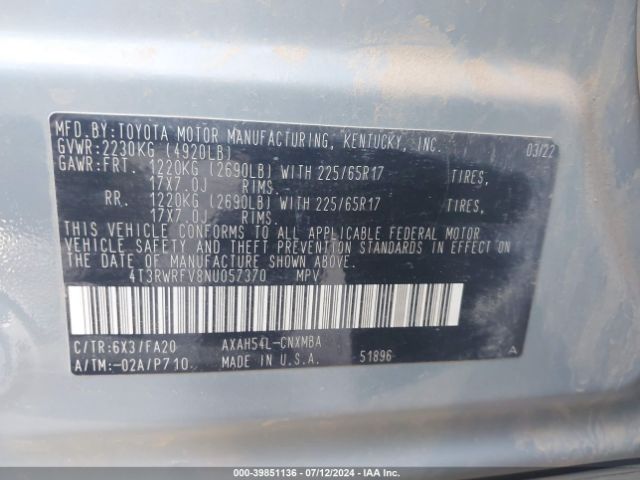 MFD.BY:TOYOTA MOTOR MANUFACTURING, KENTUCKY, INC. 03/22
GVWR:2230KG (4920LB)
GAWR:FRT. 1220KG (2690LB) WITH 225/65R17 TIRES,
17X7.0J RIMS.
RR. 1220KG (2690LB) WITH 225/65R17 TIRES,
17X7.0J RIMS.
THIS VEHICLE CONFORMS TO ALL APPLICABLE FEDERAL MOTOR
VEHICLE SAFETY AND THEFT PREVENTION STANDARDS IN EFFECT ON
THE DATE OF MANUFACTURE SHOWN ABOVE.
4T3RWRFV8NU057370 MPV
C/TR:6X3/FA20 AXAH54L-CNXMBA
A/TM:-02A/P710 MADE IN U.S.A. 51896 A
000-39851136 - 07/12/2024 - IAA Inc.